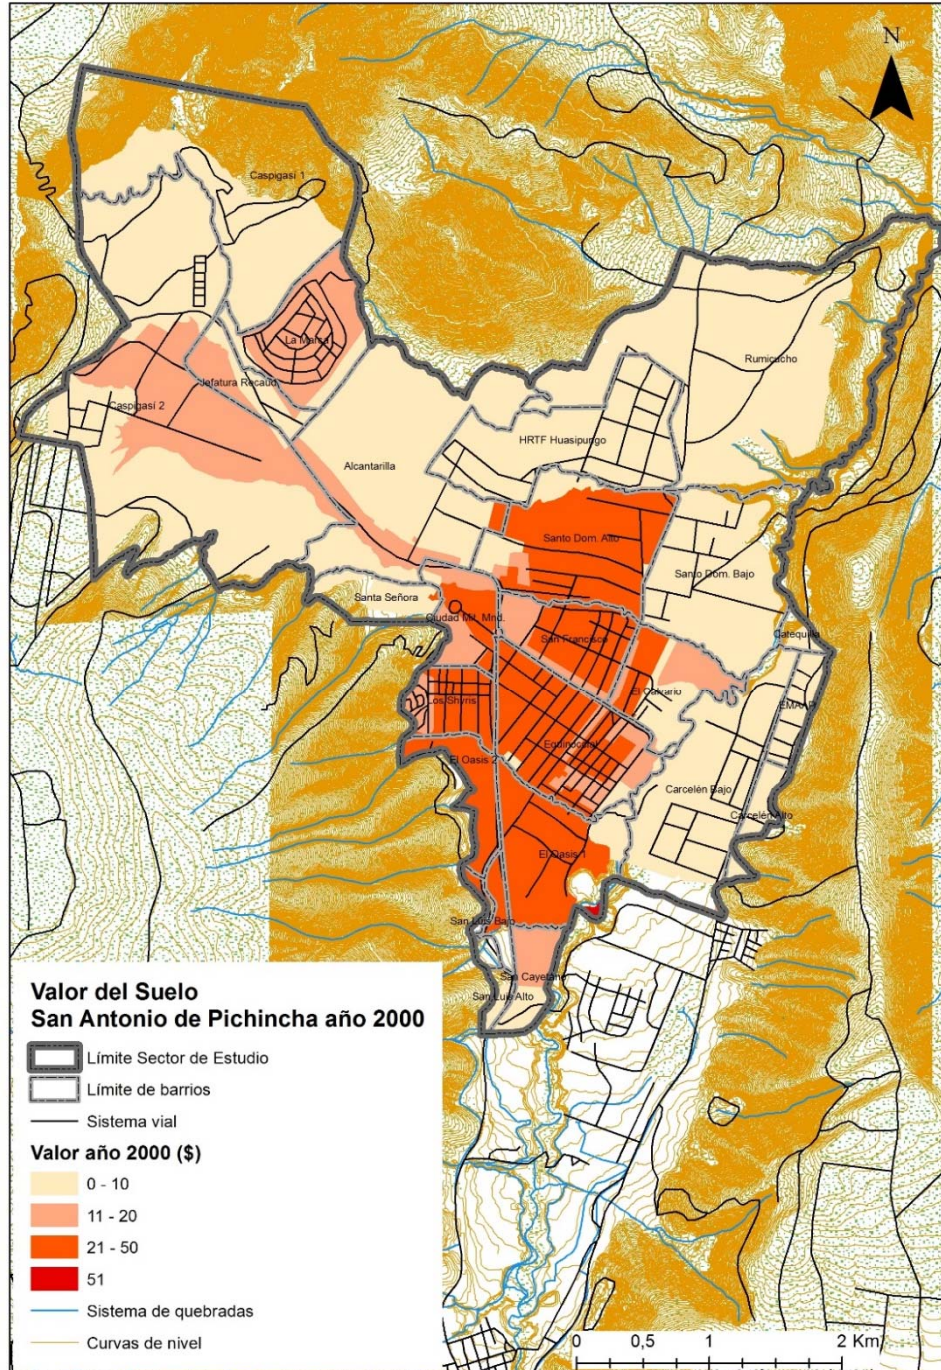 N
Caspigasí 1
La Marca
Rumicucho
Jefatura Recaud.
Caspigasí 2
HRTF Huasipungo
Alcantarilla
Santo Dom. Alto
Santo Dom. Bajo
Santa Señora
Ciudad Mit. Mnd.
San Francisco
Catequilla
El Calvario
Los Shyris
EMAAP
Equinoccial
El Oasis 2
Carcelén Bajo
Carcelén Alto
El Oasis 1
San Luis Bajo
San Cayetano
San Luis Alto
Valor del Suelo
San Antonio de Pichincha año 2000
Límite Sector de Estudio
Límite de barrios
Sistema vial
Valor año 2000 ($)
0 - 10
11 - 20
21 - 50
51
Sistema de quebradas
Curvas de nivel
0 0,5 1 2 Km